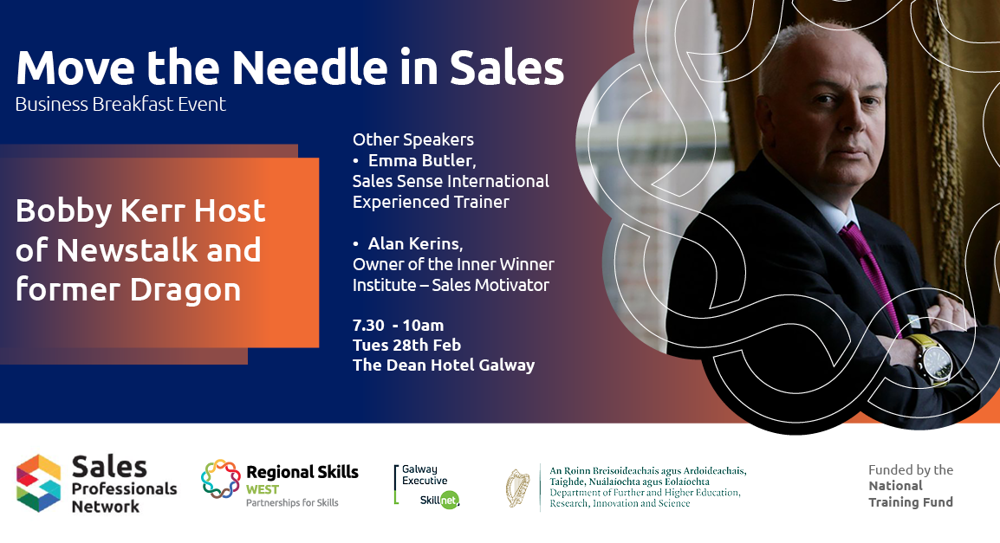 Move the Needle in Sales
Business Breakfast Event
Bobby Kerr Host
of Newstalk and
former Dragon
Other Speakers
• Emma Butler,
Sales Sense International
Experienced Trainer
• Alan Kerins,
Owner of the Inner Winner
Institute – Sales Motivator
7.30 - 10am
Tues 28th Feb
The Dean Hotel Galway
Sales
Professionals
Network
Regional Skills
WEST
Partnerships for Skills
Galway
Executive
Skillnet
An Roinn Breisoideachais agus Ardoideachais,
Taighde, Nuálaíochta agus Eolaíochta
Department of Further and Higher Education,
Research, Innovation and Science
Funded by the
National
Training Fund